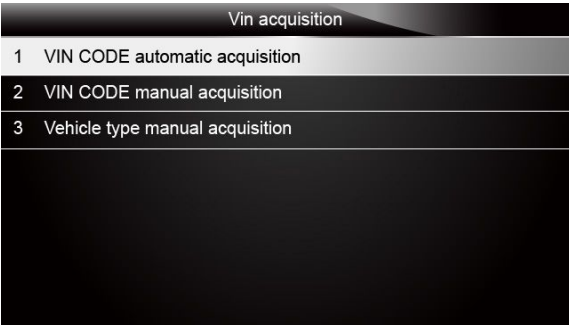 Vin acquisition
1 VIN CODE automatic acquisition
2 VIN CODE manual acquisition
3 Vehicle type manual acquisition